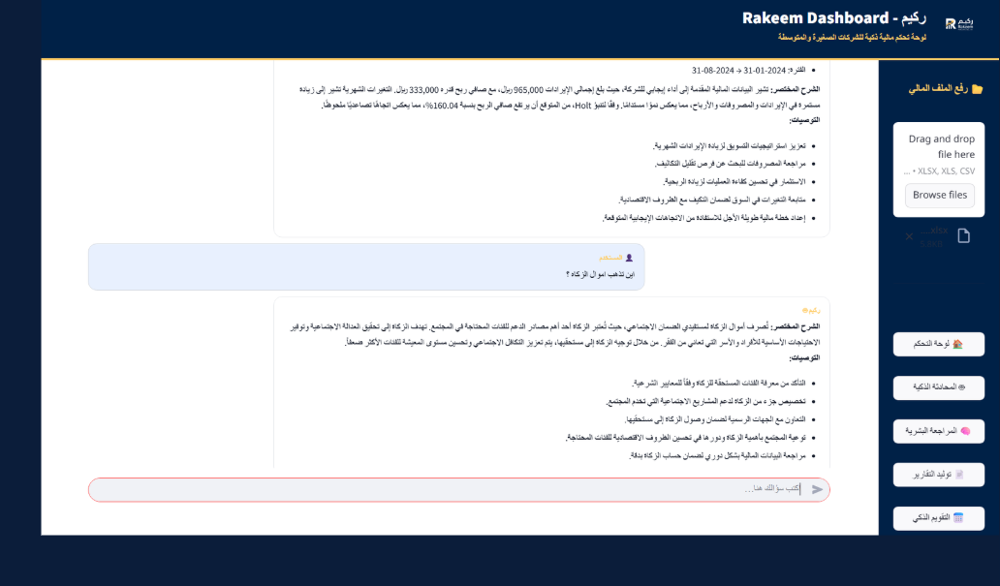 Rakeem Dashboard - ركيم
لوحة تحكم مالية ذكية للشركات الصغيرة والمتوسطة
ركيم
Rakeem
رفع الملف المالي
Drag and drop
file here
XLSX, XLS, CSV • ...
Browse files
....xlsx
لوحة التحكم
المحادثة الذكية
المراجعة البشرية
توليد التقارير
التقويم الذكي
الفترة: 2024-01-31 → 2024-08-31
الشرح المختصر: تشير البيانات المالية المقدمة إلى أداء إيجابي للشركة، حيث بلغ إجمالي الإيرادات 965,000 ريال، مع صافي ربح قدره 333,000 ريال. التغيرات الشهرية تشير إلى زيادة
مستمرة في الإيرادات والمصروفات والأرباح، مما يعكس نموًا مستدامًا. وفقًا لتنبؤ Holt، من المتوقع أن يرتفع صافي الربح بنسبة 160.04%، مما يعكس اتجاهًا تصاعديًا ملحوظًا.
التوصيات:
تعزيز استراتيجيات التسويق لزيادة الإيرادات الشهرية.
مراجعة المصروفات للبحث عن فرص تقليل التكاليف.
الاستثمار في تحسين كفاءة العمليات لزيادة الربحية.
متابعة التغيرات في السوق لضمان التكيف مع الظروف الاقتصادية.
إعداد خطة مالية طويلة الأجل للاستفادة من الاتجاهات الإيجابية المتوقعة.
المستخدم
اين تذهب اموال الزكاه ؟
ركيم
الشرح المختصر: تُصرف أموال الزكاة لمستفيدي الضمان الاجتماعي، حيث تُعتبر الزكاة أحد أهم مصادر الدعم للفئات المحتاجة في المجتمع. تهدف الزكاة إلى تحقيق العدالة الاجتماعية وتوفير
الاحتياجات الأساسية للأفراد والأسر التي تعاني من الفقر. من خلال توجيه الزكاة إلى مستحقيها، يتم تعزيز التكافل الاجتماعي وتحسين مستوى المعيشة للفئات الأكثر ضعفاً.
التوصيات:
التأكد من معرفة الفئات المستحقة للزكاة وفقاً للمعايير الشرعية.
تخصيص جزء من الزكاة لدعم المشاريع الاجتماعية التي تخدم المجتمع.
التعاون مع الجهات الرسمية لضمان وصول الزكاة إلى مستحقيها.
توعية المجتمع بأهمية الزكاة ودورها في تحسين الظروف الاقتصادية للفئات المحتاجة.
مراجعة البيانات المالية بشكل دوري لضمان حساب الزكاة بدقة.
اكتب سؤالك هنا...